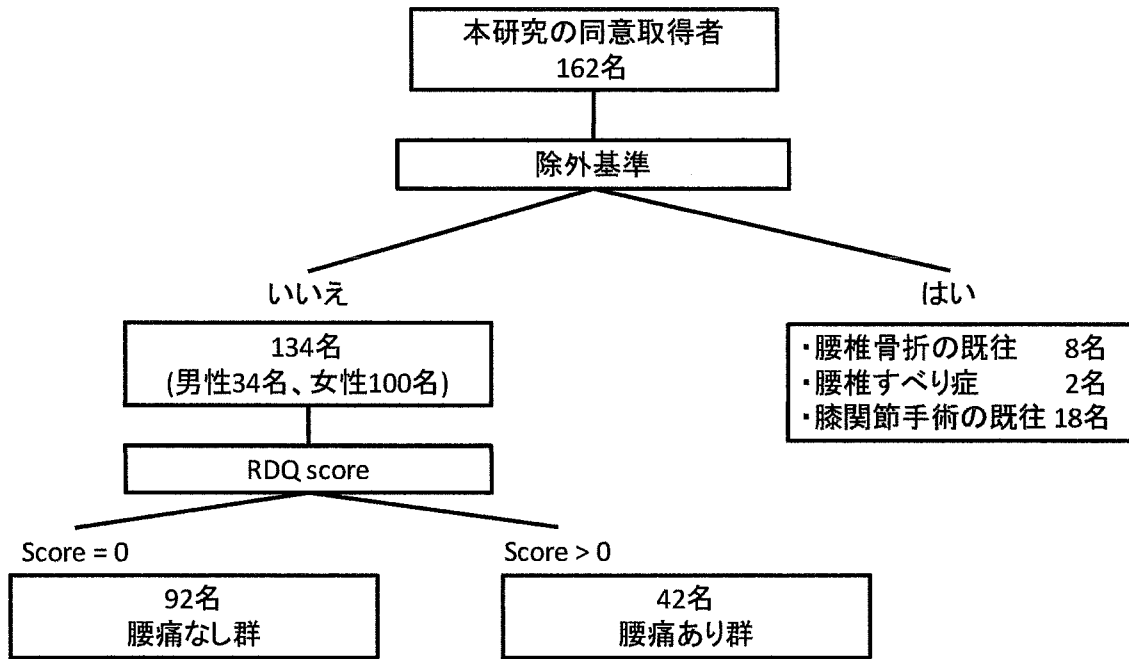 本研究の同意取得者
162名
除外基準
いいえ
はい
134名
(男性34名、女性100名)
・腰椎骨折の既往 8名
・腰椎すべり症 2名
・膝関節手術の既往 18名
RDQ score
Score = 0
Score > 0
92名
腰痛なし群
42名
腰痛あり群